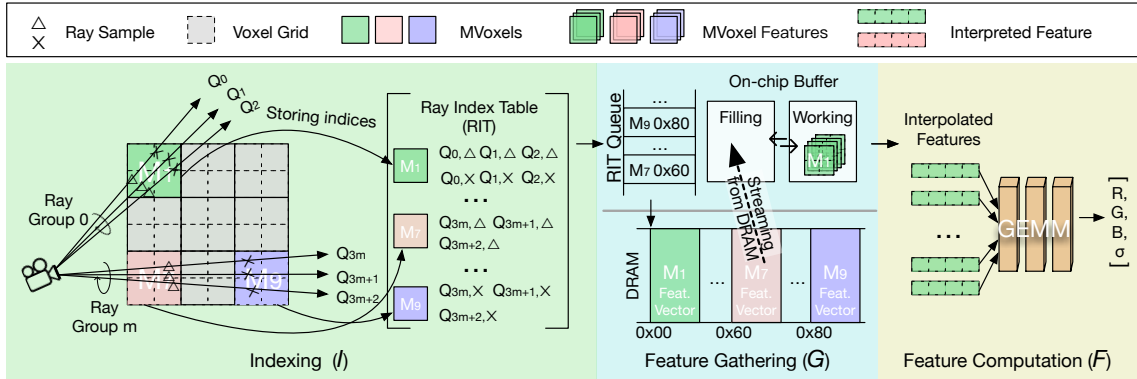 Ray Sample
Voxel Grid
MVoxels
MVoxel Features
Interpreted Feature
Q0
Q1
Q2
Storing indices
M1
Ray
Group 0
M7
M9
Q3m
Q3m+1
Q3m+2
Ray
Group m
Ray Index Table
(RIT)
M1
Q0,△ Q1,△ Q2,△
Q0,X Q1,X Q2,X
...
M7
Q3m,△ Q3m+1,△
Q3m+2,△
...
M9
Q3m,X Q3m+1,X
Q3m+2,X
Indexing (I)
On-chip Buffer
RIT Queue
...
M9 0x80
...
M7 0x60
Filling
Working
M1
Streaming
from DRAM
DRAM
M1
Feat.
Vector
...
M7
Feat.
Vector
...
M9
Feat.
Vector
0x00
0x60
0x80
Feature Gathering (G)
Interpolated
Features
...
GEMM
[R,
G,
B,
σ]
Feature Computation (F)